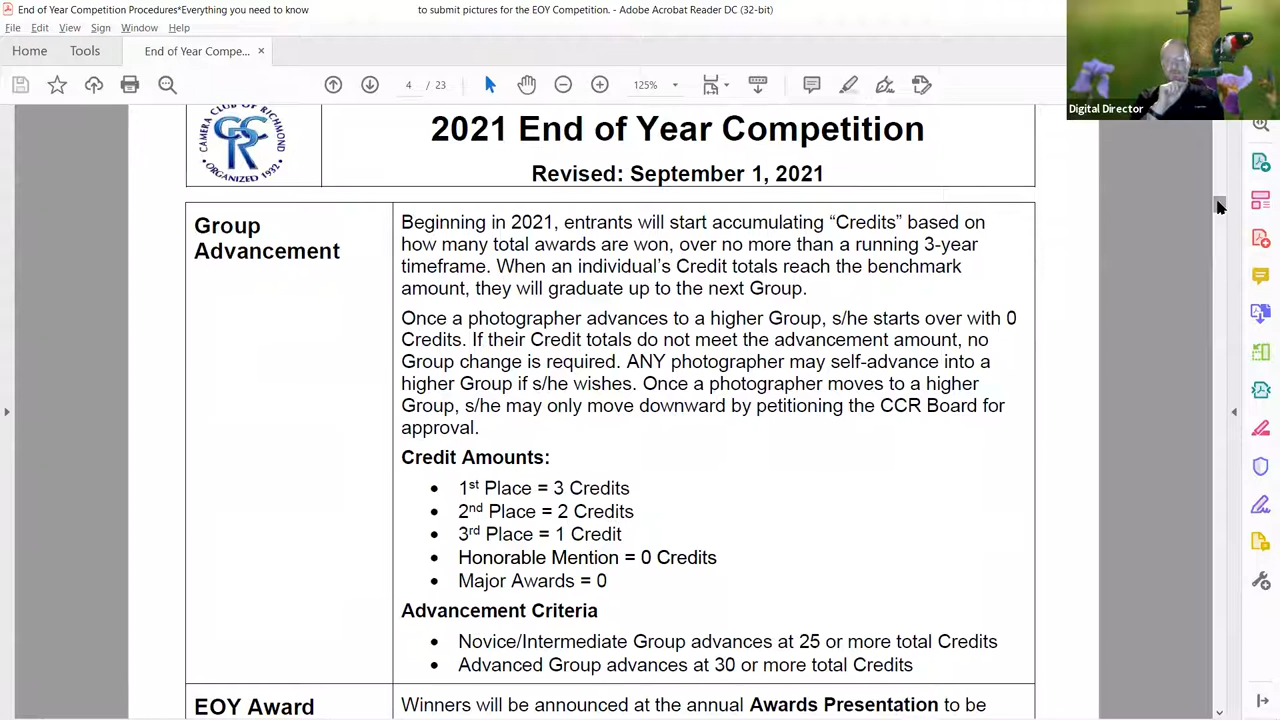 End of Year Competition Procedures*Everything you need to know to submit pictures for the EOY Competition. - Adobe Acrobat Reader DC (32-bit)
File Edit View Sign Window Help
Home Tools End of Year Compe... ×
4 / 23 125%
Digital Director
CAMERA CLUB OF RICHMOND
CCR
• ORGANIZED 1932 •
2021 End of Year Competition
Revised: September 1, 2021
Group
Advancement
Beginning in 2021, entrants will start accumulating “Credits” based on
how many total awards are won, over no more than a running 3-year
timeframe. When an individual’s Credit totals reach the benchmark
amount, they will graduate up to the next Group.
Once a photographer advances to a higher Group, s/he starts over with 0
Credits. If their Credit totals do not meet the advancement amount, no
Group change is required. ANY photographer may self-advance into a
higher Group if s/he wishes. Once a photographer moves to a higher
Group, s/he may only move downward by petitioning the CCR Board for
approval.
Credit Amounts:
• 1st Place = 3 Credits
• 2nd Place = 2 Credits
• 3rd Place = 1 Credit
• Honorable Mention = 0 Credits
• Major Awards = 0
Advancement Criteria
• Novice/Intermediate Group advances at 25 or more total Credits
• Advanced Group advances at 30 or more total Credits
EOY Award
Winners will be announced at the annual Awards Presentation to be